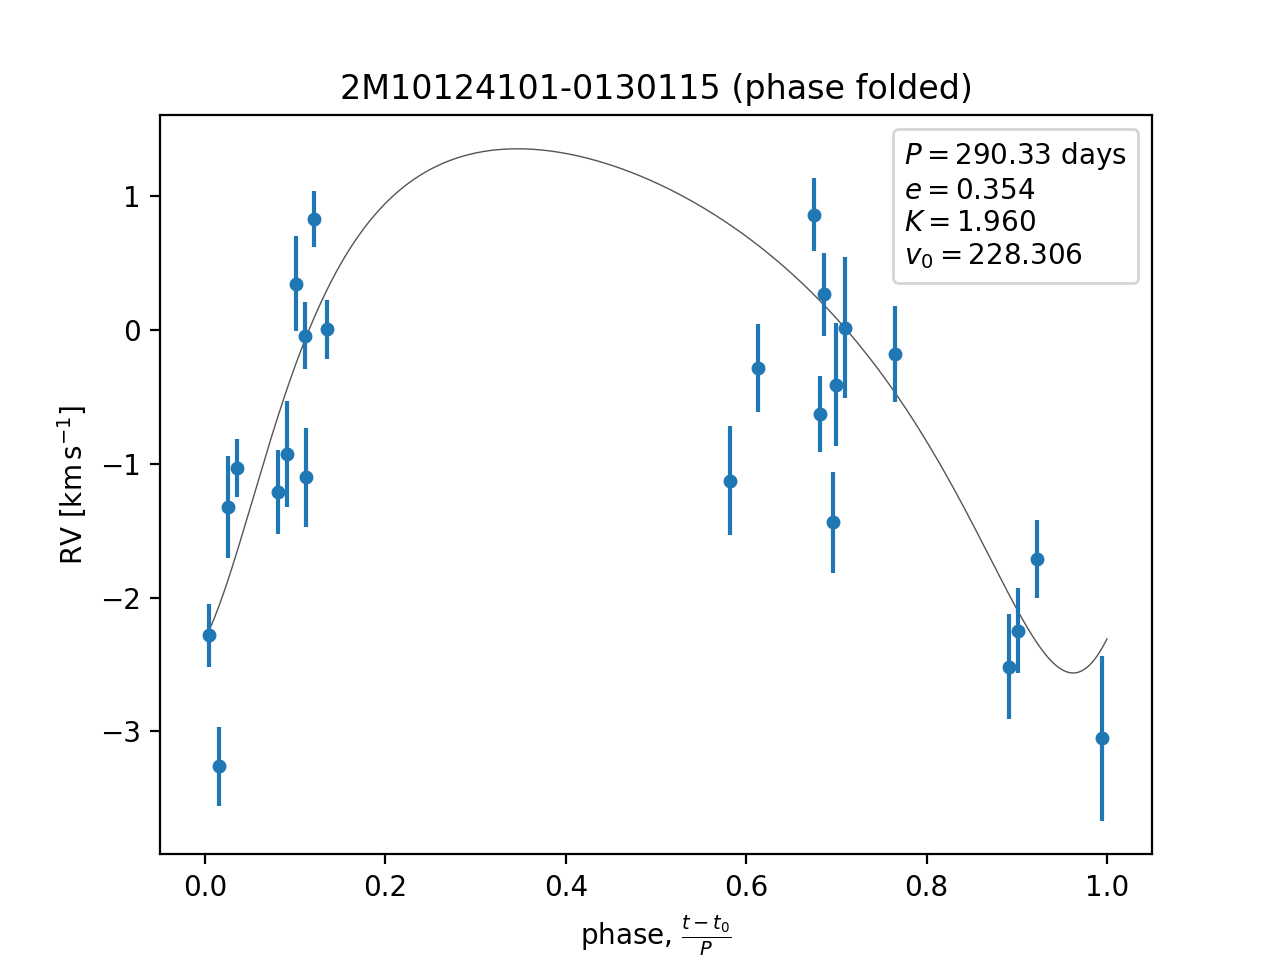 2M10124101-0130115 (phase folded)
P = 290.33 days
e = 0.354
K = 1.960
v₀ = 228.306
1
0
−1
−2
−3
RV [km s⁻¹]
0.0 0.2 0.4 0.6 0.8 1.0
phase, (t − t₀)/P